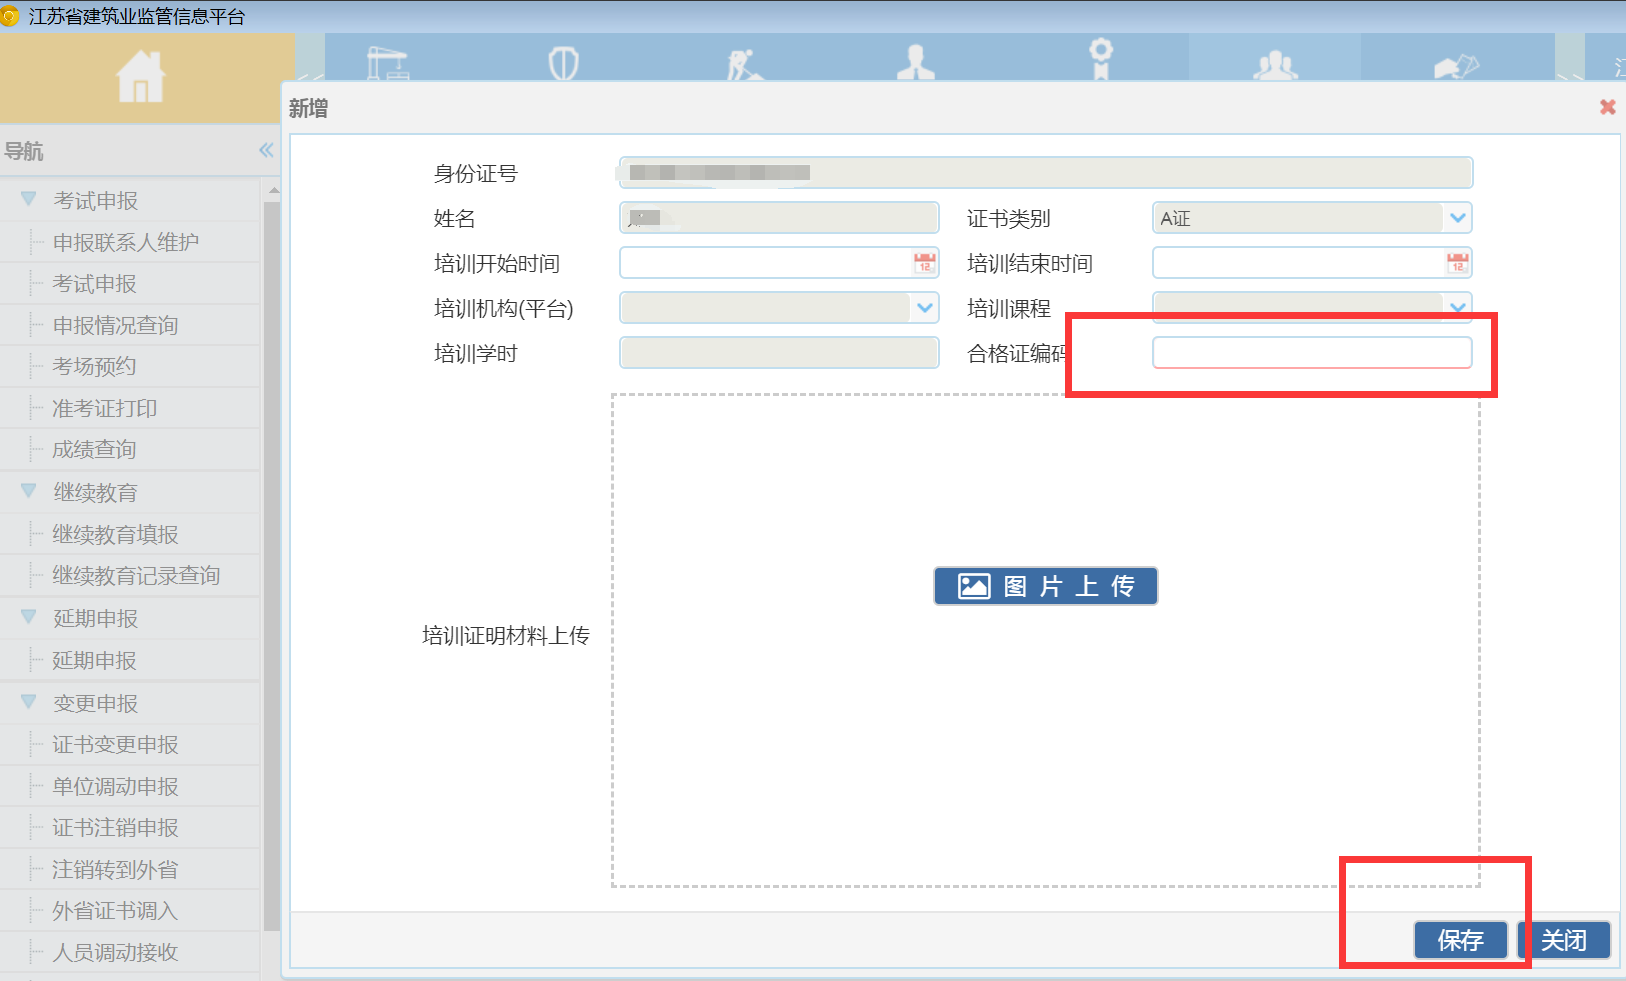 江苏省建筑业监管信息平台
新增
导航
考试申报
申报联系人维护
考试申报
申报情况查询
考场预约
准考证打印
成绩查询
继续教育
继续教育填报
继续教育记录查询
延期申报
延期申报
变更申报
证书变更申报
单位调动申报
证书注销申报
注销转到外省
外省证书调入
人员调动接收
身份证号
姓名
证书类别 A证
培训开始时间 12
培训结束时间 12
培训机构(平台)
培训课程
培训学时
合格证编码
培训证明材料上传
图片上传
保存
关闭